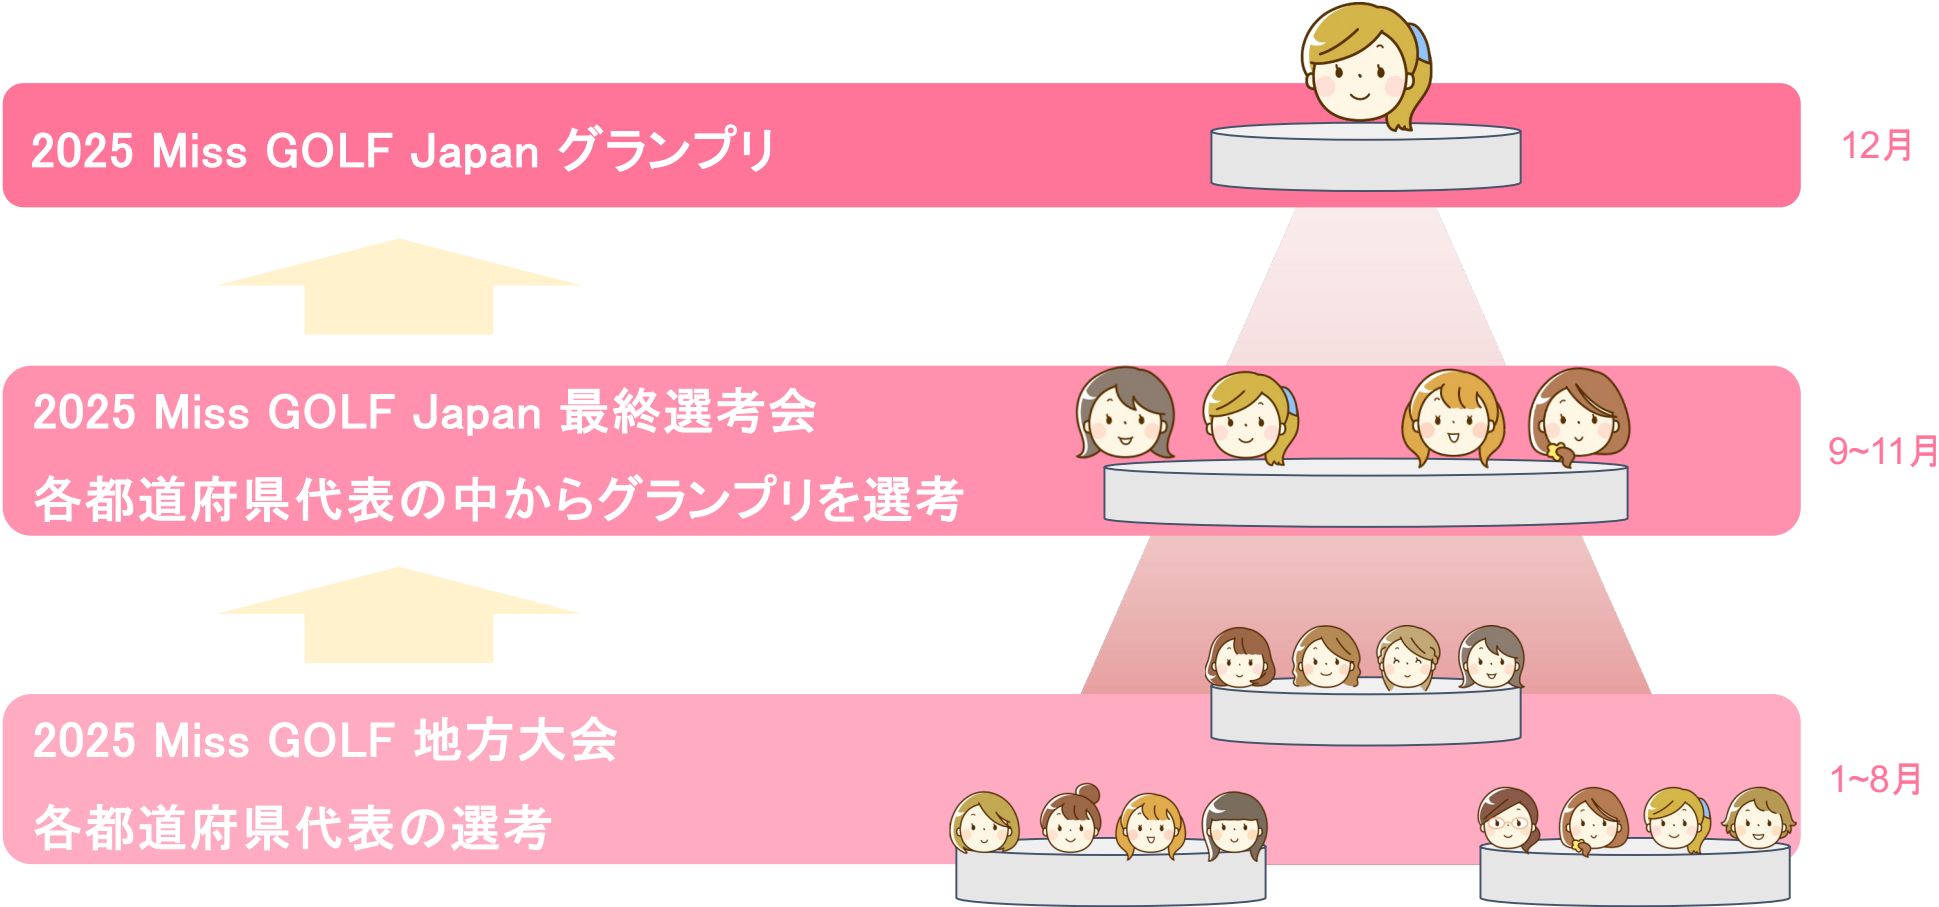 2025 Miss GOLF Japan グランプリ
12月
2025 Miss GOLF Japan 最終選考会
各都道府県代表の中からグランプリを選考
9~11月
2025 Miss GOLF 地方大会
各都道府県代表の選考
1~8月